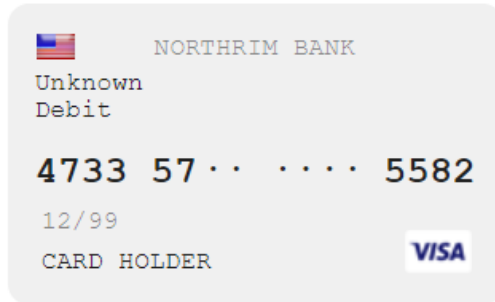 NORTHRIM BANK
Unknown
Debit
4733 57·· ···· 5582
12/99
CARD HOLDER
VISA